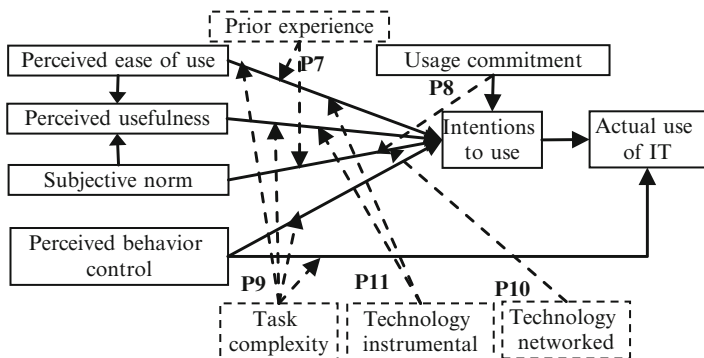 Prior experience
Perceived ease of use
P7
Usage commitment
P8
Perceived usefulness
Intentions
to use
Actual use
of IT
Subjective norm
Perceived behavior
control
P9
P11
P10
Task
complexity
Technology
instrumental
Technology
networked